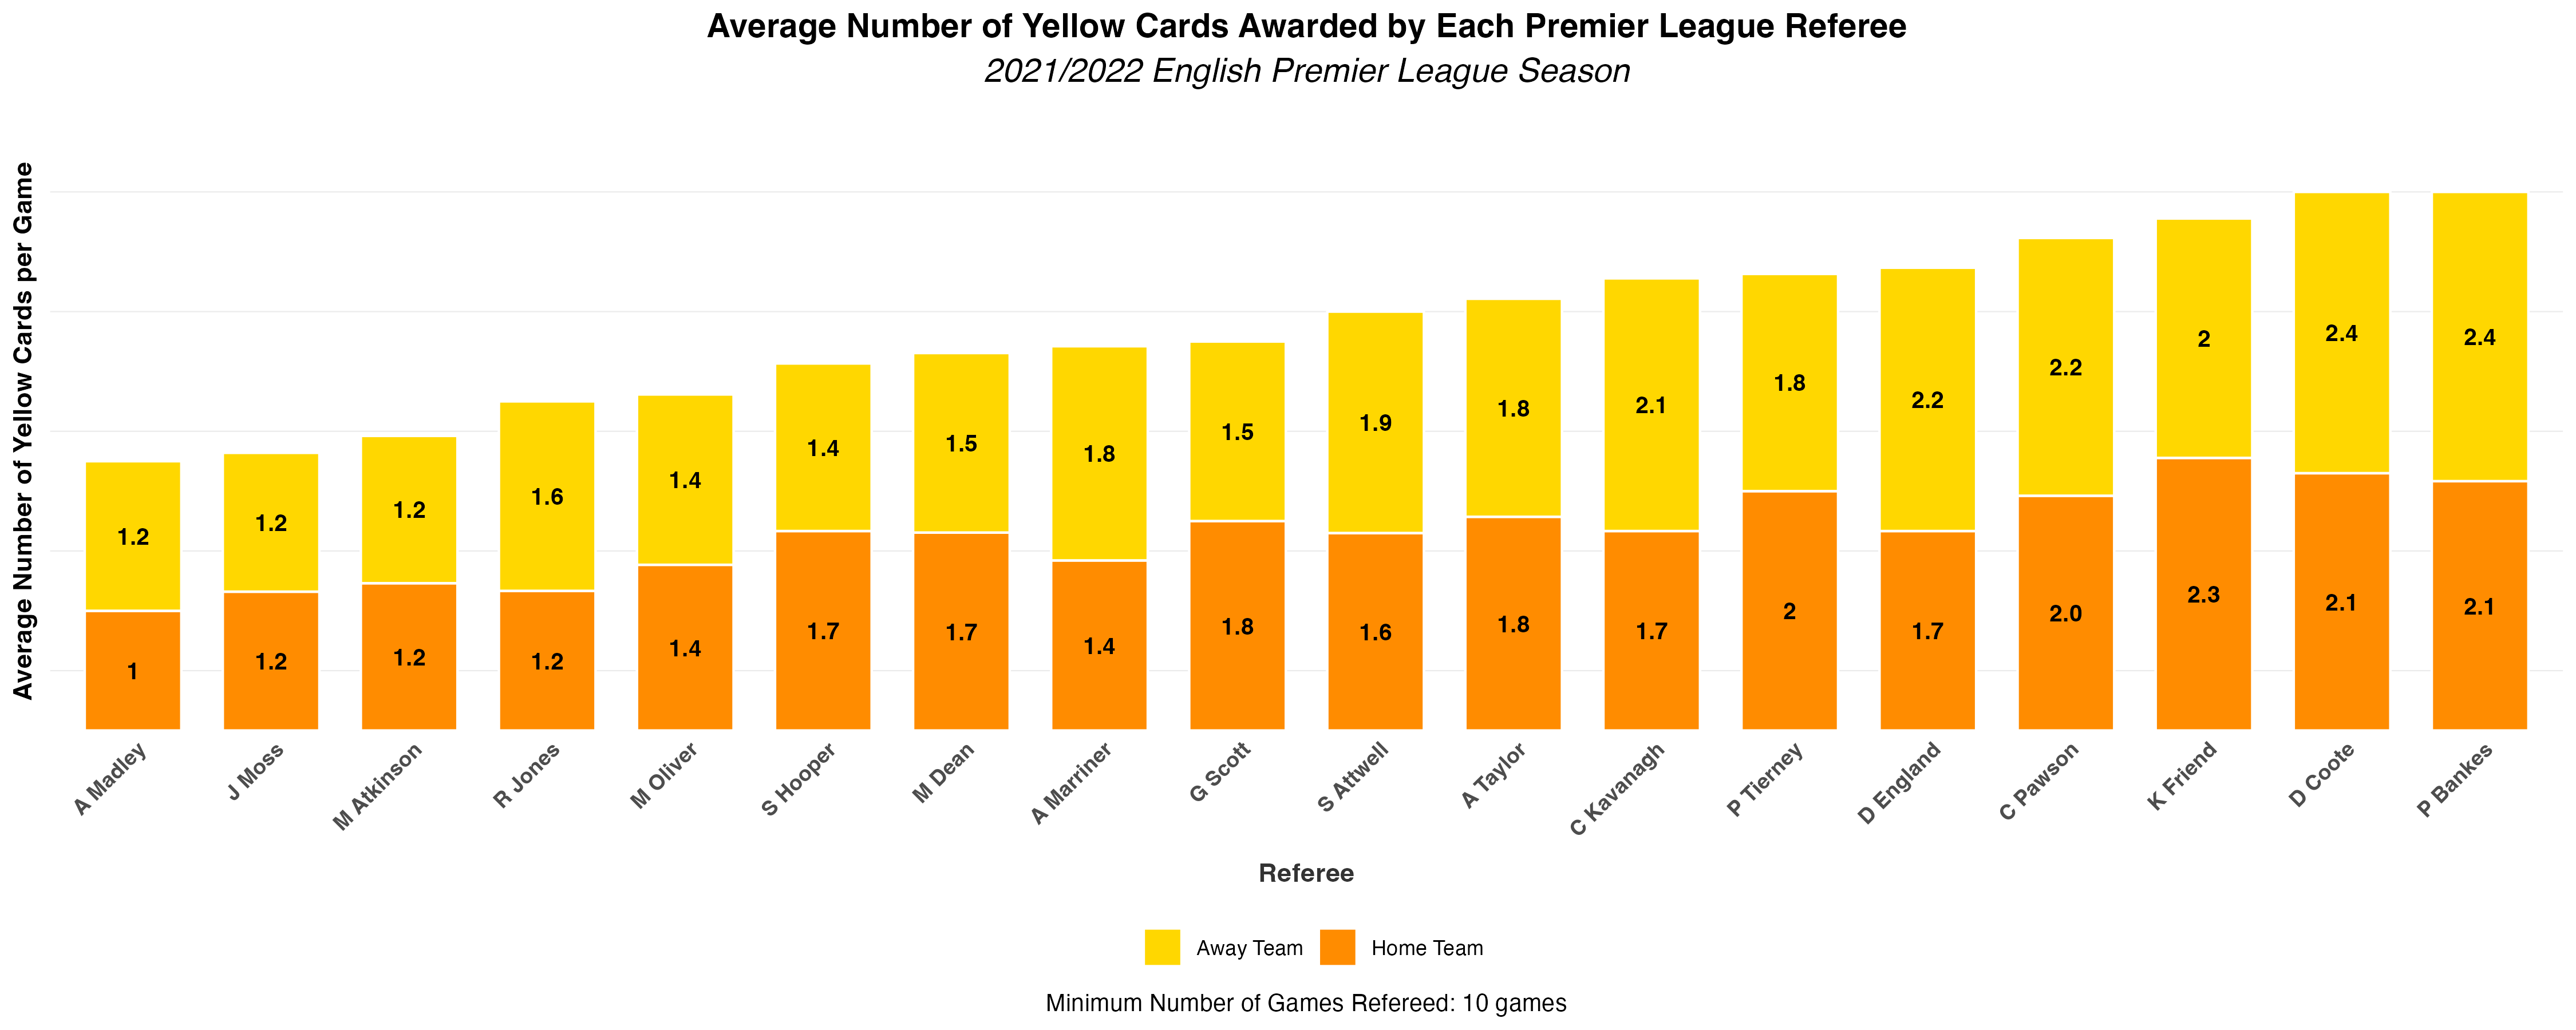 Average Number of Yellow Cards Awarded by Each Premier League Referee
2021/2022 English Premier League Season
Average Number of Yellow Cards per Game
1.2
1.2
1.2
1.6
1.4
1.4
1.5
1.8
1.5
1.9
1.8
2.1
1.8
2.2
2.2
2
2.4
2.4
1
1.2
1.2
1.2
1.4
1.7
1.7
1.4
1.8
1.6
1.8
1.7
2
1.7
2.0
2.3
2.1
2.1
A Madley
J Moss
M Atkinson
R Jones
M Oliver
S Hooper
M Dean
A Marriner
G Scott
S Attwell
A Taylor
C Kavanagh
P Tierney
D England
C Pawson
K Friend
D Coote
P Bankes
Referee
Away Team
Home Team
Minimum Number of Games Refereed: 10 games